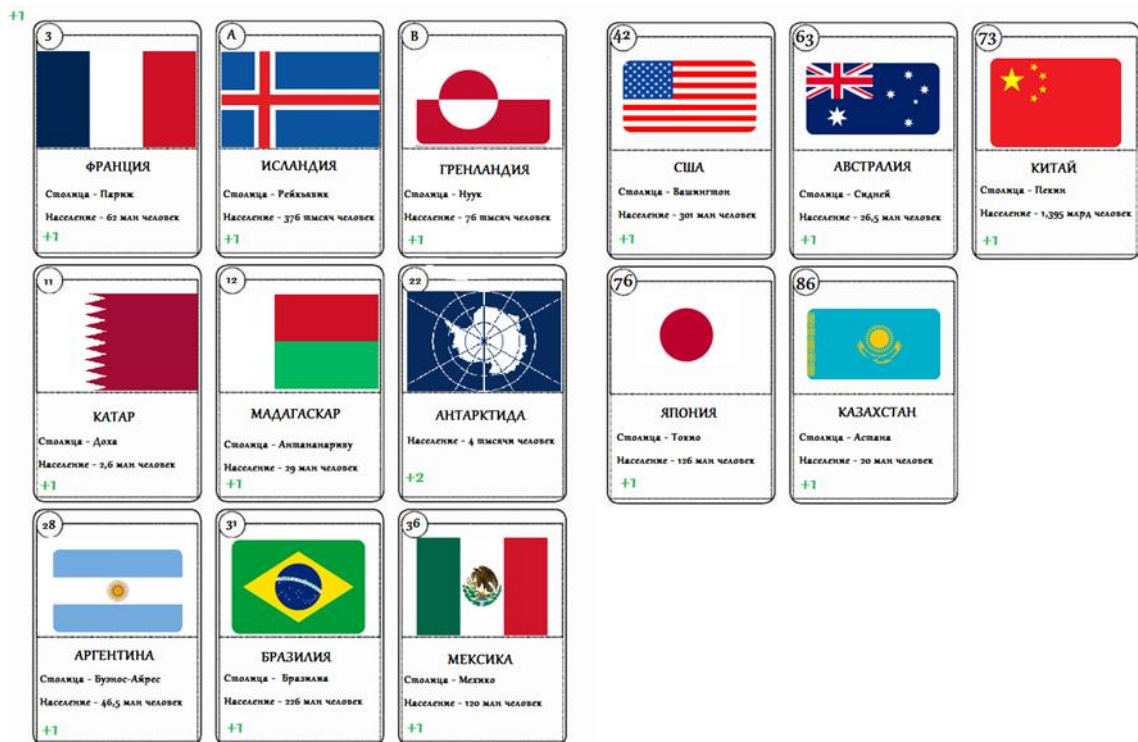 +1
3
ФРАНЦИЯ
Столица - Париж
Население - 62 млн человек
+1
А
ИСЛАНДИЯ
Столица - Рейкьявик
Население - 376 тысяч человек
+1
В
ГРЕНЛАНДИЯ
Столица - Нуук
Население - 76 тысяч человек
+1
42
США
Столица - Вашингтон
Население - 301 млн человек
+1
63
АВСТРАЛИЯ
Столица - Сидней
Население - 26,5 млн человек
+1
73
КИТАЙ
Столица - Пекин
Население - 1,395 млрд человек
+1
11
КАТАР
Столица - Доха
Население - 2,6 млн человек
+1
12
МАДАГАСКАР
Столица - Антананариву
Население - 29 млн человек
+1
22
АНТАРКТИДА
Население - 4 тысячи человек
+2
76
ЯПОНИЯ
Столица - Токио
Население - 126 млн человек
+1
86
КАЗАХСТАН
Столица - Астана
Население - 20 млн человек
+1
28
АРГЕНТИНА
Столица - Буэнос-Айрес
Население - 46,5 млн человек
+1
31
БРАЗИЛИЯ
Столица - Бразилиа
Население - 226 млн человек
+1
36
МЕКСИКА
Столица - Мехико
Население - 120 млн человек
+1